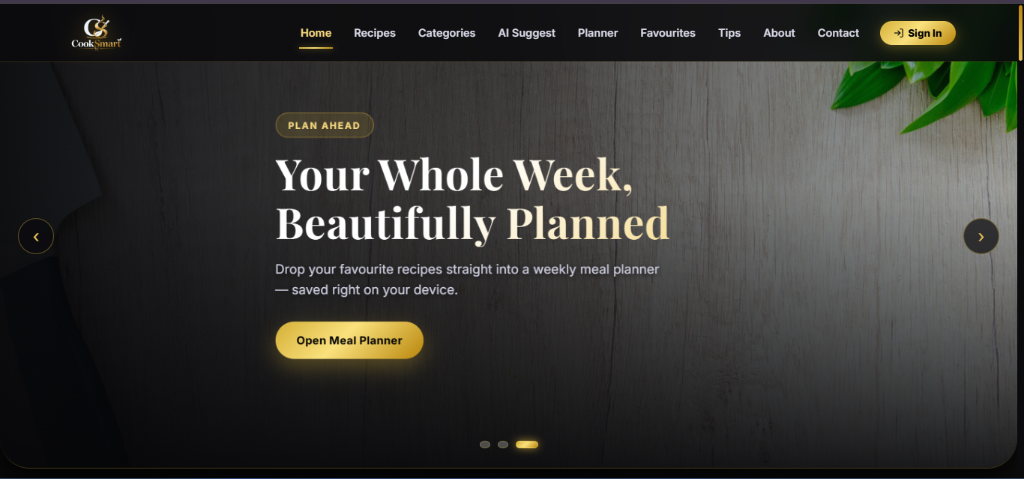 CookSmart
Home
Recipes
Categories
AI Suggest
Planner
Favourites
Tips
About
Contact
Sign In
PLAN AHEAD
Your Whole Week,
Beautifully Planned
Drop your favourite recipes straight into a weekly meal planner
— saved right on your device.
Open Meal Planner